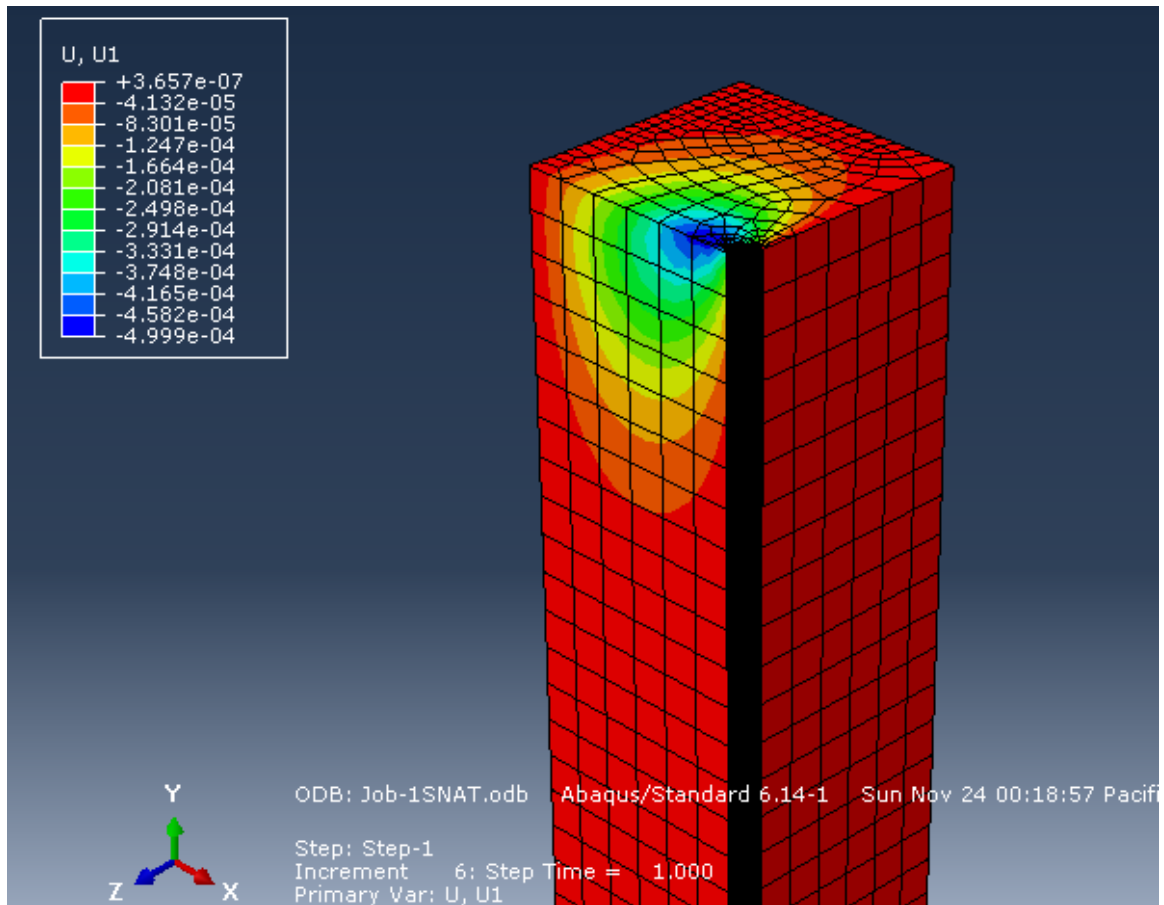 U, U1
+3.657e-07
-4.132e-05
-8.301e-05
-1.247e-04
-1.664e-04
-2.081e-04
-2.498e-04
-2.914e-04
-3.331e-04
-3.748e-04
-4.165e-04
-4.582e-04
-4.999e-04
Y
Z
X
ODB: Job-1SNAT.odb Abaqus/Standard 6.14-1 Sun Nov 24 00:18:57 Pacifi
Step: Step-1
Increment 6: Step Time = 1.000
Primary Var: U, U1